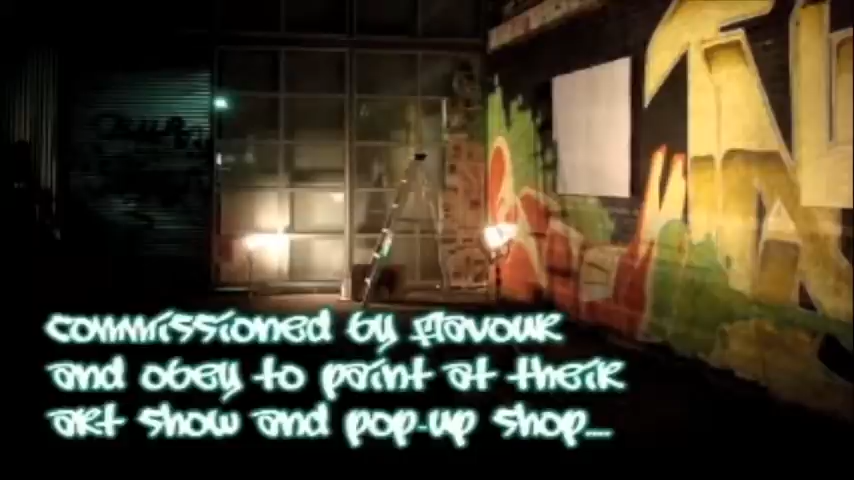 commissioned by flavour
and obey to paint at their
art show and pop-up shop....